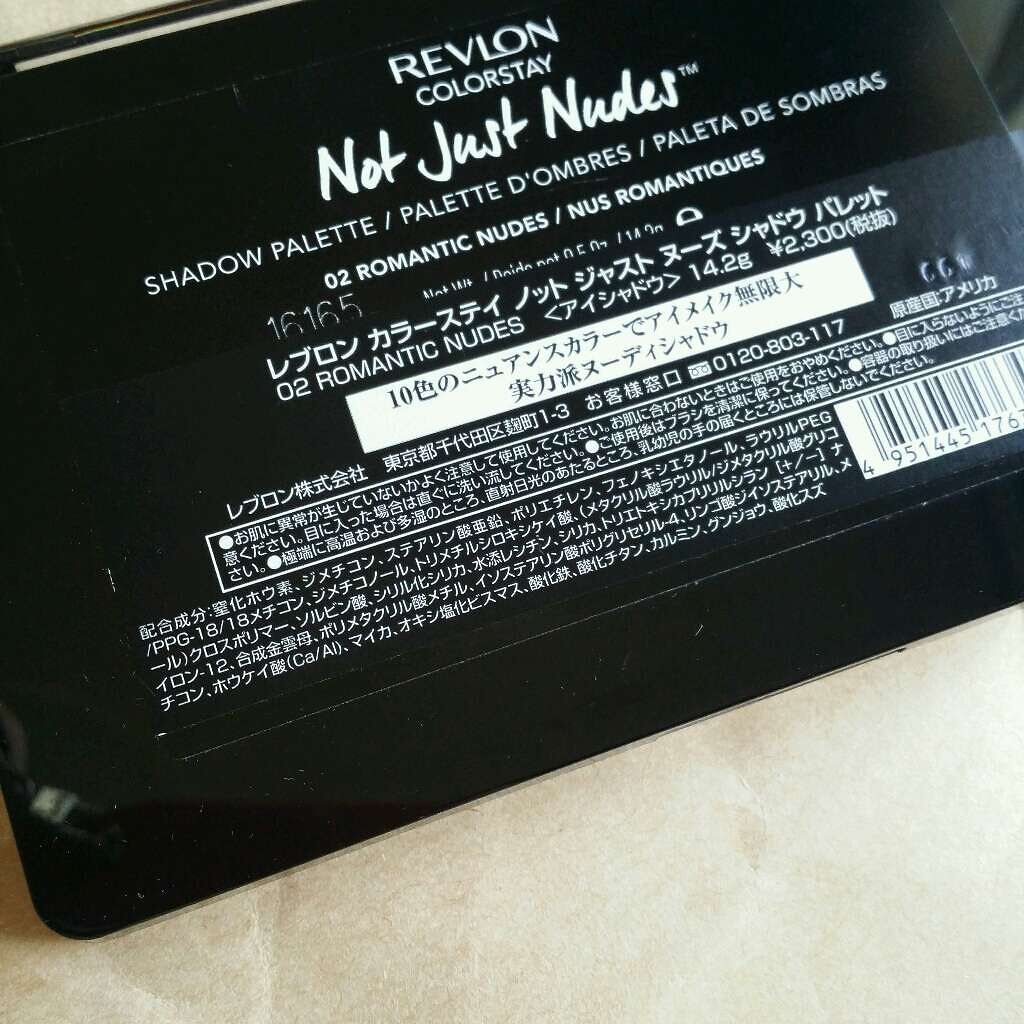 REVLON
COLORSTAY
Not Just Nudes™
SHADOW PALETTE / PALETTE D'OMBRES / PALETA DE SOMBRAS
02 ROMANTIC NUDES / NUS ROMANTIQUES
16165
レブロン カラーステイ ノット ジャスト ヌーズ シャドウ パレット
02 ROMANTIC NUDES <アイシャドウ> 14.2g ¥2,300(税抜)
10色のニュアンスカラーでアイメイク無限大
実力派ヌーディシャドウ
原産国:アメリカ
レブロン株式会社 東京都千代田区麹町1-3 お客様窓口 0120-803-117
●お肌に異常が生じていないかよく注意して使用してください。お肌に合わないときはご使用をおやめください。●目に入らないようにご注
意ください。目に入った場合は直ぐに洗い流してください。●ご使用後はブラシを清潔に保ってください。●容器の取り扱いにはご注意くだ
さい。●極端に高温および多湿のところ、直射日光のあたるところ、乳幼児の手の届くところには保管しないでください。
4 951445 1767
配合成分:窒化ホウ素、ジメチコン、ステアリン酸亜鉛、ポリエチレン、フェノキシエタノール、ラウリルPEG
/PPG-18/18メチコン、ジメチコノール、トリメチルシロキシケイ酸、(メタクリル酸ラウリル/ジメタクリル酸グリコ
ール)クロスポリマー、ソルビン酸、シリル化シリカ、水添レシチン、シリカ、トリエトキシカプリリルシラン [+/-] ナ
イロン-12、合成金雲母、ポリメタクリル酸メチル、イソステアリン酸ポリグリセリル-4、リンゴ酸ジイソステアリル、メ
チコン、ホウケイ酸(Ca/Al)、マイカ、オキシ塩化ビスマス、酸化鉄、酸化チタン、カルミン、グンジョウ、酸化スズ